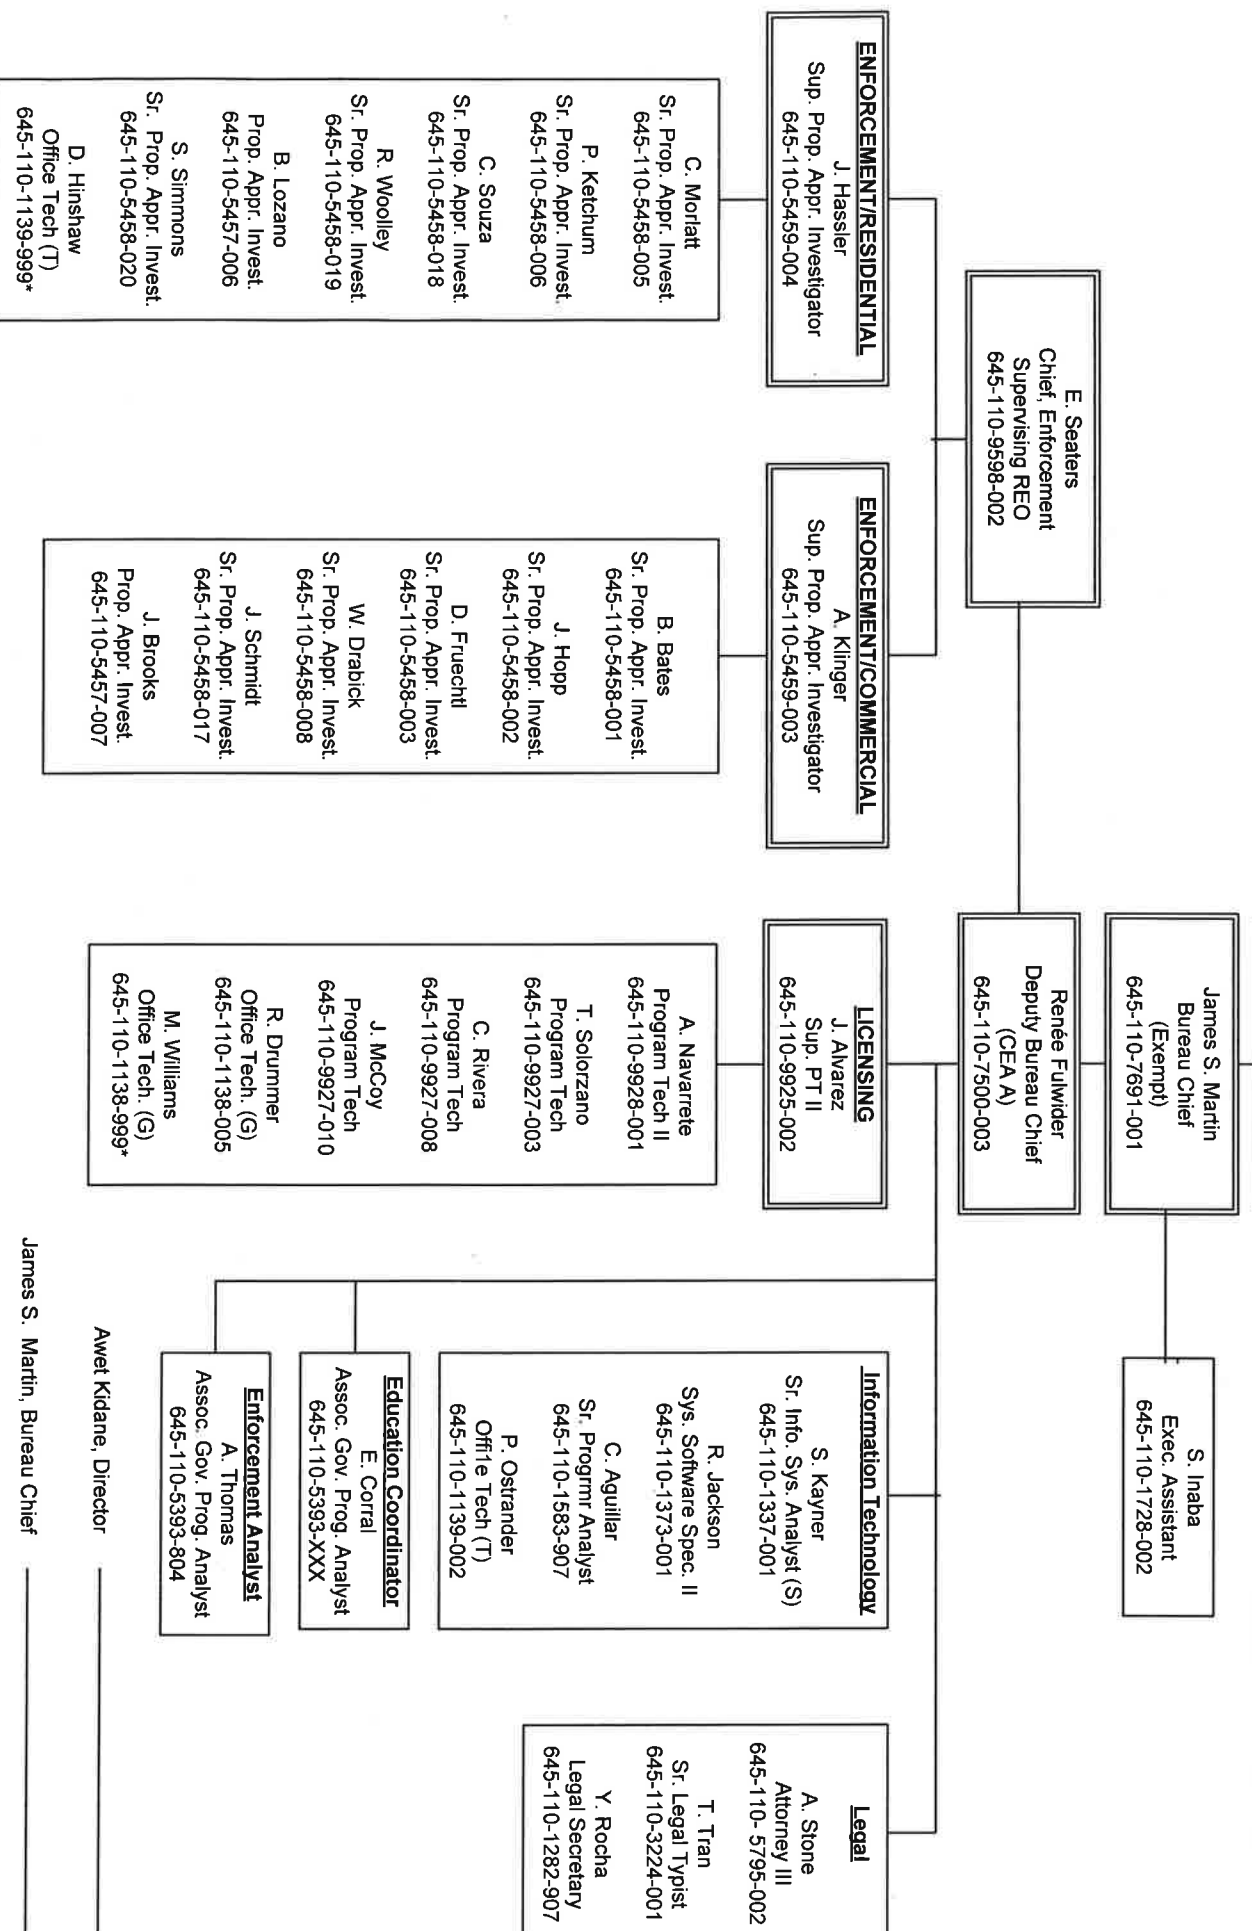 James S. Martin
Bureau Chief
(Exempt)
645-110-7691-001
S. Inaba
Exec. Assistant
645-110-1728-002
Renée Fulwider
Deputy Bureau Chief
(CEA A)
645-110-7500-003
E. Seaters
Chief, Enforcement
Supervising REO
645-110-9598-002
ENFORCEMENT/RESIDENTIAL
J. Hassler
Sup. Prop. Appr. Investigator
645-110-5459-004
C. Morlatt
Sr. Prop. Appr. Invest.
645-110-5458-005
P. Ketchum
Sr. Prop. Appr. Invest.
645-110-5458-006
C. Souza
Sr. Prop. Appr. Invest.
645-110-5458-018
R. Woolley
Sr. Prop. Appr. Invest.
645-110-5458-019
B. Lozano
Prop. Appr. Invest.
645-110-5457-006
S. Simmons
Sr. Prop. Appr. Invest.
645-110-5458-020
D. Hinshaw
Office Tech (T)
645-110-1139-999*
ENFORCEMENT/COMMERCIAL
A. Klinger
Sup. Prop. Appr. Investigator
645-110-5459-003
B. Bates
Sr. Prop. Appr. Invest.
645-110-5458-001
J. Hopp
Sr. Prop. Appr. Invest.
645-110-5458-002
D. Fruechtl
Sr. Prop. Appr. Invest.
645-110-5458-003
W. Drabick
Sr. Prop. Appr. Invest.
645-110-5458-008
J. Schmidt
Sr. Prop. Appr. Invest.
645-110-5458-017
J. Brooks
Prop. Appr. Invest.
645-110-5457-007
LICENSING
J. Alvarez
Sup. PT II
645-110-9925-002
A. Navarrete
Program Tech II
645-110-9928-001
T. Solorzano
Program Tech
645-110-9927-003
C. Rivera
Program Tech
645-110-9927-008
J. McCoy
Program Tech
645-110-9927-010
R. Drummer
Office Tech. (G)
645-110-1138-005
M. Williams
Office Tech. (G)
645-110-1138-999*
Information Technology
S. Kayner
Sr. Info. Sys. Analyst (S)
645-110-1337-001
R. Jackson
Sys. Software Spec. II
645-110-1373-001
C. Aguillar
Sr. Progrmr Analyst
645-110-1583-907
P. Ostrander
Offi1e Tech (T)
645-110-1139-002
Education Coordinator
E. Corral
Assoc. Gov. Prog. Analyst
645-110-5393-XXX
Enforcement Analyst
A. Thomas
Assoc. Gov. Prog. Analyst
645-110-5393-804
Legal
A. Stone
Attorney III
645-110- 5795-002
T. Tran
Sr. Legal Typist
645-110-3224-001
Y. Rocha
Legal Secretary
645-110-1282-907
Awet Kidane, Director
James S. Martin, Bureau Chief